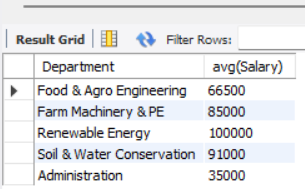 Result Grid Filter Rows:
Department avg(Salary)
Food & Agro Engineering 66500
Farm Machinery & PE 85000
Renewable Energy 100000
Soil & Water Conservation 91000
Administration 35000